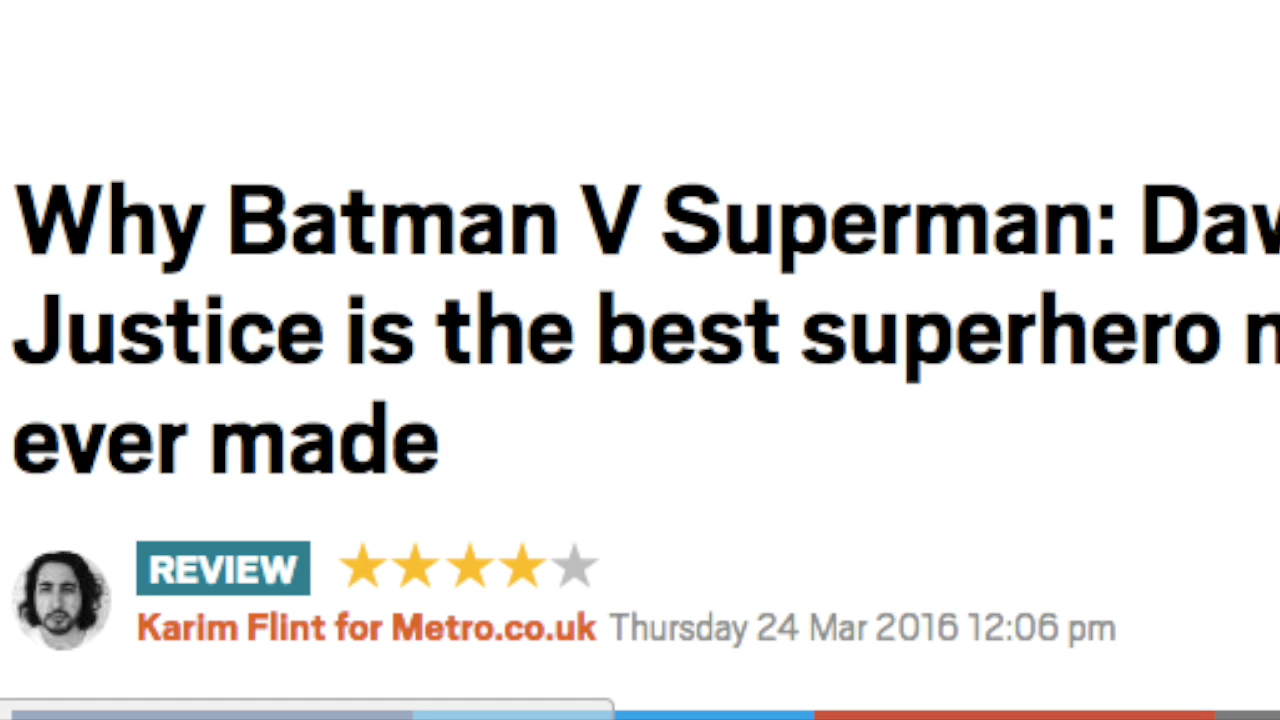 Why Batman V Superman:
Justice is the best superhero
ever made
REVIEW
Karim Flint for Metro.co.uk Thursday 24 Mar 2016 12:06 pm